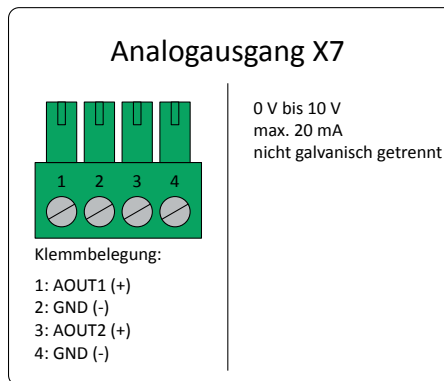 Analogausgang X7
1 2 3 4
Klemmbelegung:
1: AOUT1 (+)
2: GND (-)
3: AOUT2 (+)
4: GND (-)
0 V bis 10 V
max. 20 mA
nicht galvanisch getrennt